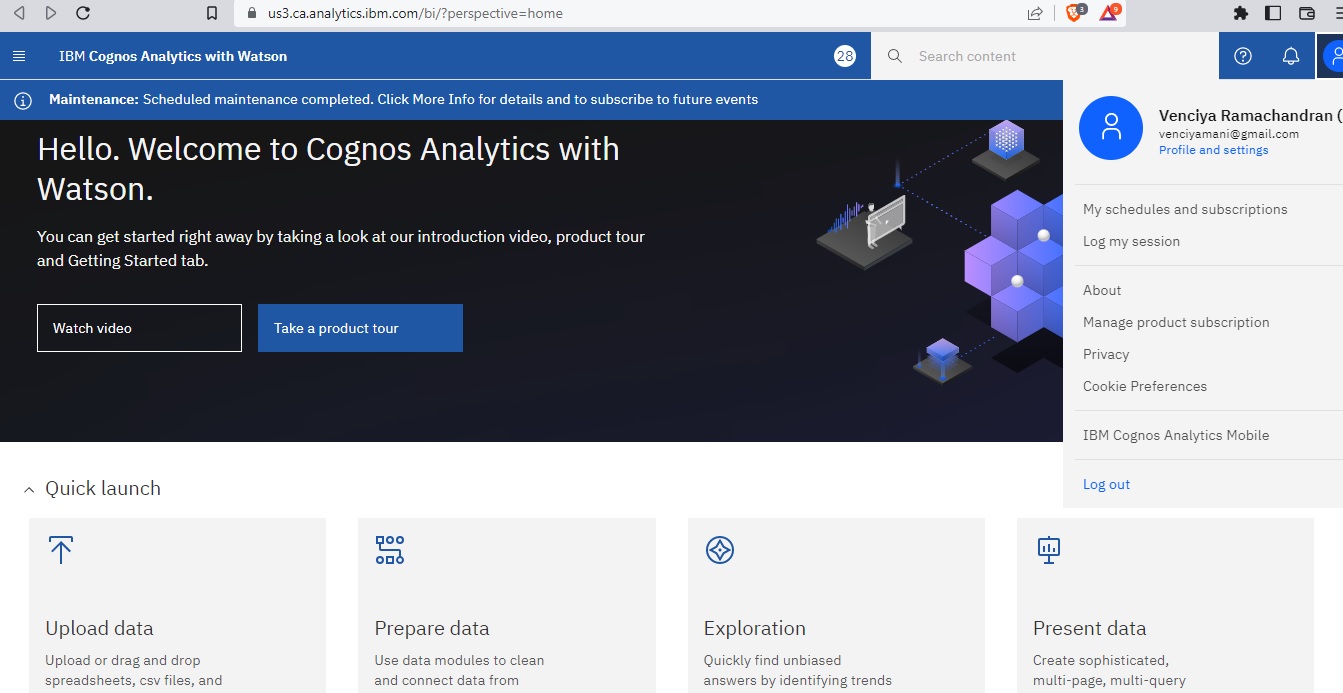 us3.ca.analytics.ibm.com/bi/?perspective=home
3
9
IBM Cognos Analytics with Watson
28
Search content
Maintenance: Scheduled maintenance completed. Click More Info for details and to subscribe to future events
Hello. Welcome to Cognos Analytics with
Watson.
You can get started right away by taking a look at our introduction video, product tour
and Getting Started tab.
Watch video
Take a product tour
Venciya Ramachandran (
venciyamani@gmail.com
Profile and settings
My schedules and subscriptions
Log my session
About
Manage product subscription
Privacy
Cookie Preferences
IBM Cognos Analytics Mobile
Log out
Quick launch
Upload data
Upload or drag and drop
spreadsheets, csv files, and
Prepare data
Use data modules to clean
and connect data from
Exploration
Quickly find unbiased
answers by identifying trends
Present data
Create sophisticated,
multi-page, multi-query